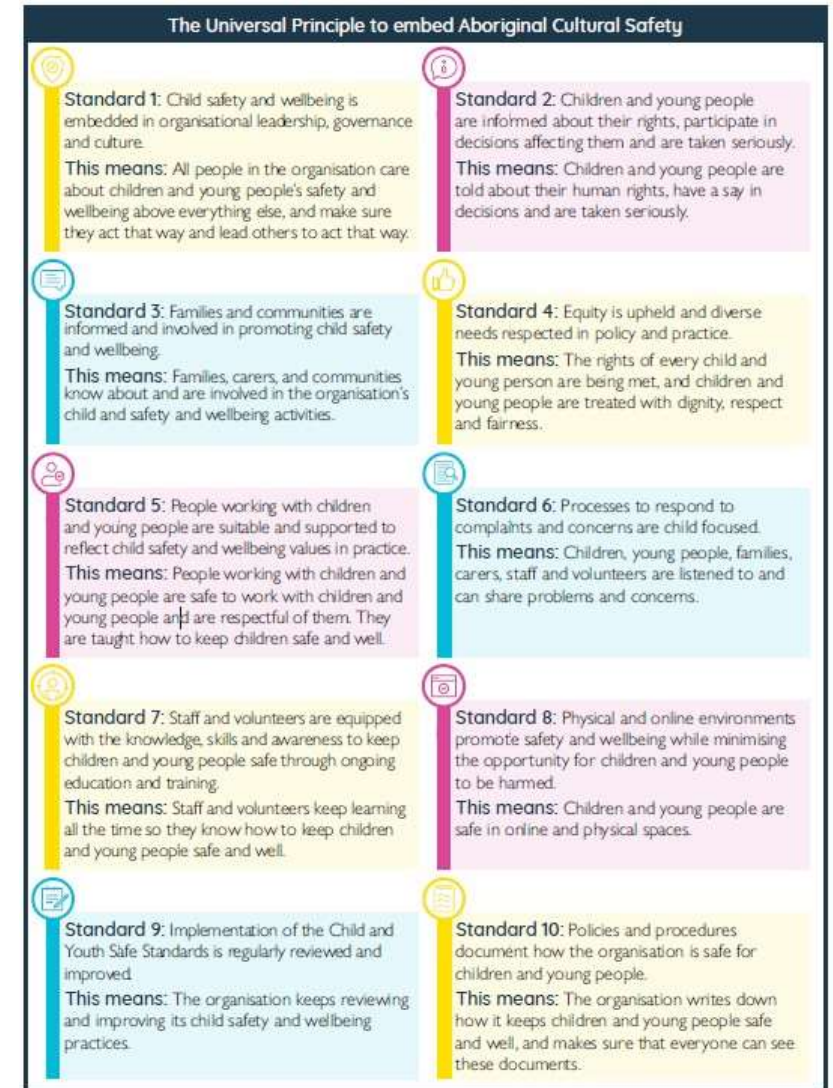 The Universal Principle to embed Aboriginal Cultural Safety
Standard 1: Child safety and wellbeing is
embedded in organisational leadership, governance
and culture.
This means: All people in the organisation care
about children and young people's safety and
wellbeing above everything else, and make sure
they act that way and lead others to act that way.
Standard 2: Children and young people
are informed about their rights, participate in
decisions affecting them and are taken seriously.
This means: Children and young people are
told about their human rights, have a say in
decisions and are taken seriously.
Standard 3: Families and communities are
informed and involved in promoting child safety
and wellbeing.
This means: Families, carers, and communities
know about and are involved in the organisation's
child and safety and wellbeing activities.
Standard 4: Equity is upheld and diverse
needs respected in policy and practice.
This means: The rights of every child and
young person are being met, and children and
young people are treated with dignity, respect
and fairness.
Standard 5: People working with children
and young people are suitable and supported to
reflect child safety and wellbeing values in practice.
This means: People working with children and
young people are safe to work with children and
young people and are respectful of them. They
are taught how to keep children safe and well.
Standard 6: Processes to respond to
complaints and concerns are child focused.
This means: Children, young people, families,
carers, staff and volunteers are listened to and
can share problems and concerns.
Standard 7: Staff and volunteers are equipped
with the knowledge, skills and awareness to keep
children and young people safe through ongoing
education and training.
This means: Staff and volunteers keep learning
all the time so they know how to keep children
and young people safe and well.
Standard 8: Physical and online environments
promote safety and wellbeing while minimising
the opportunity for children and young people
to be harmed.
This means: Children and young people are
safe in online and physical spaces.
Standard 9: Implementation of the Child and
Youth Safe Standards is regularly reviewed and
improved.
This means: The organisation keeps reviewing
and improving its child safety and wellbeing
practices.
Standard 10: Policies and procedures
document how the organisation is safe for
children and young people.
This means: The organisation writes down
how it keeps children and young people safe
and well, and makes sure that everyone can see
these documents.